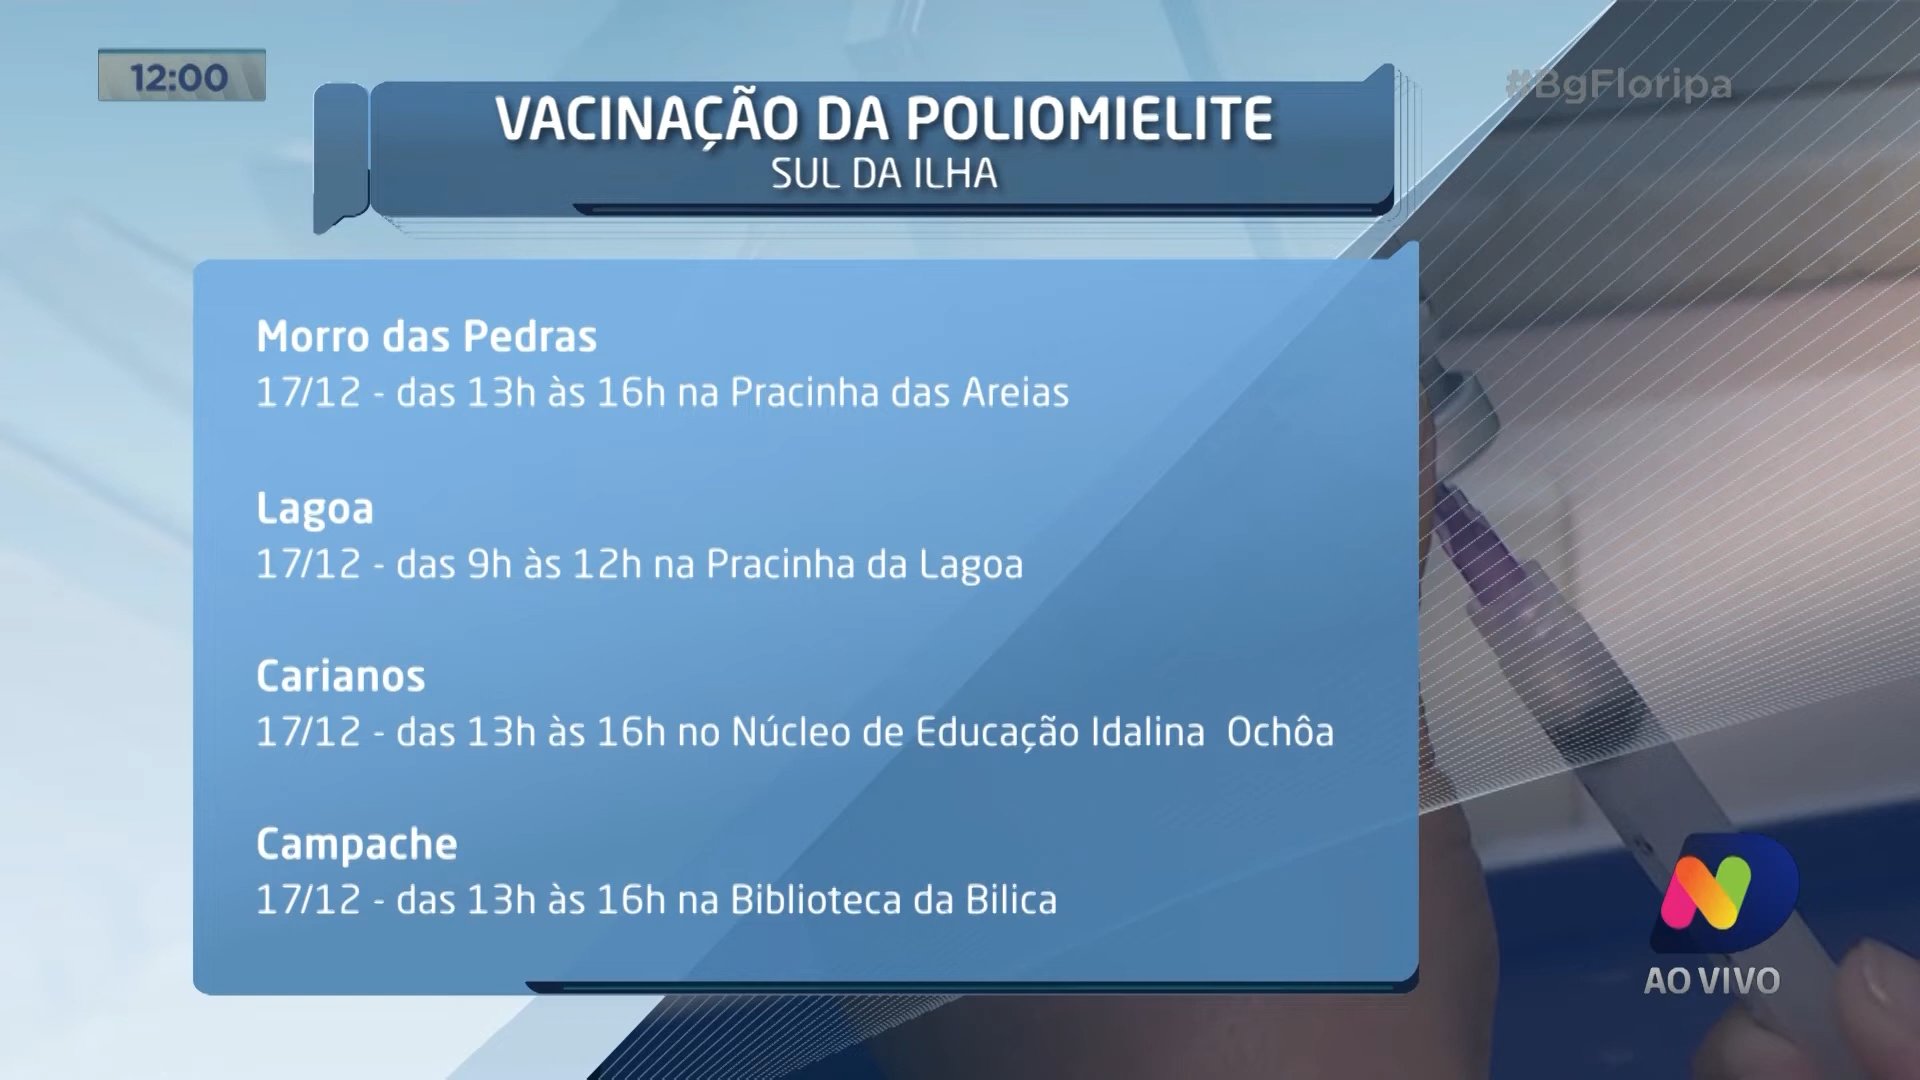 12:00
#BgFloripa
VACINAÇÃO DA POLIOMIELITE
SUL DA ILHA
Morro das Pedras
17/12 - das 13h às 16h na Pracinha das Areias
Lagoa
17/12 - das 9h às 12h na Pracinha da Lagoa
Carianos
17/12 - das 13h às 16h no Núcleo de Educação Idalina Ochôa
Campache
17/12 - das 13h às 16h na Biblioteca da Bilica
AO VIVO